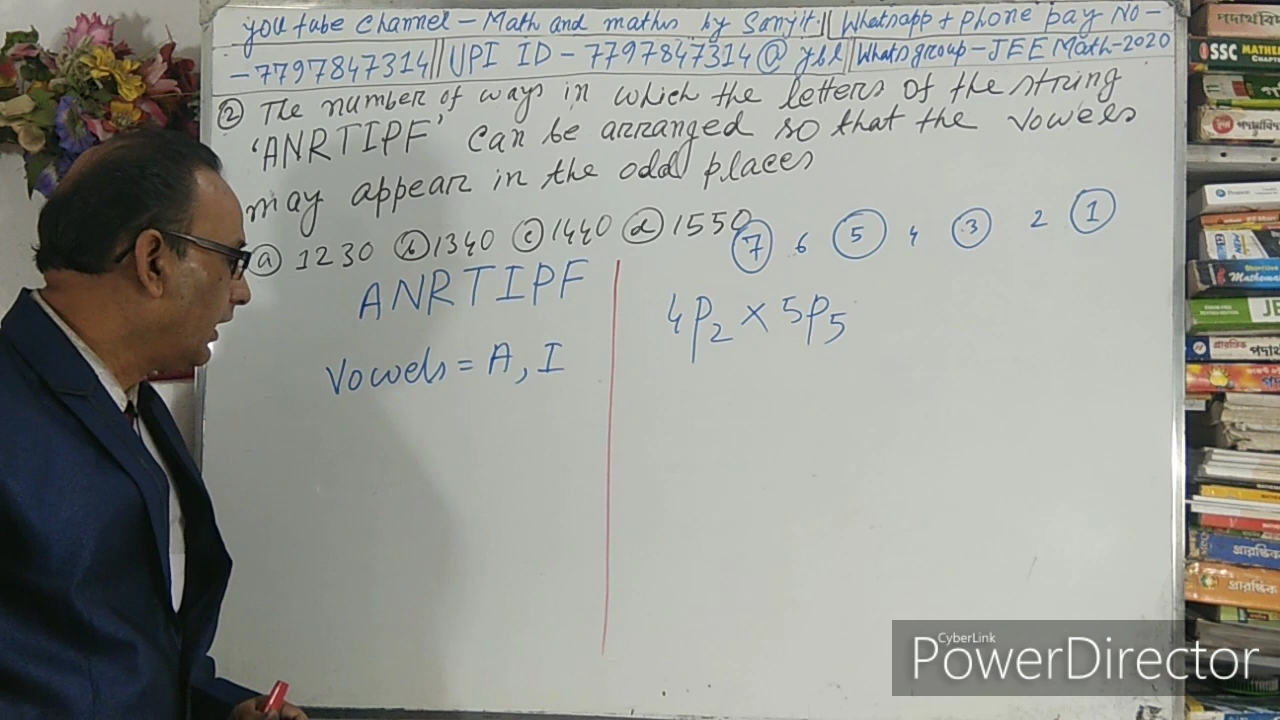 you tube channel - Math and maths by Sanjit || Whatsapp + phone pay No -
- 7797847314 || UPI ID - 7797847314@ybl || Whats group - JEE Math-2020
② The number of ways in which the letters of the string
'ANRTIPF' can be arranged so that the vowels
may appear in the odd places
ⓐ 1230 ⓑ 1340 ⓒ 1440 ⓓ 1550
⑦ 6 ⑤ 4 ③ 2 ①
ANRTIPF
Vowels = A, I
4P₂ × 5P₅
SSC MATHEMA
CyberLink
PowerDirector